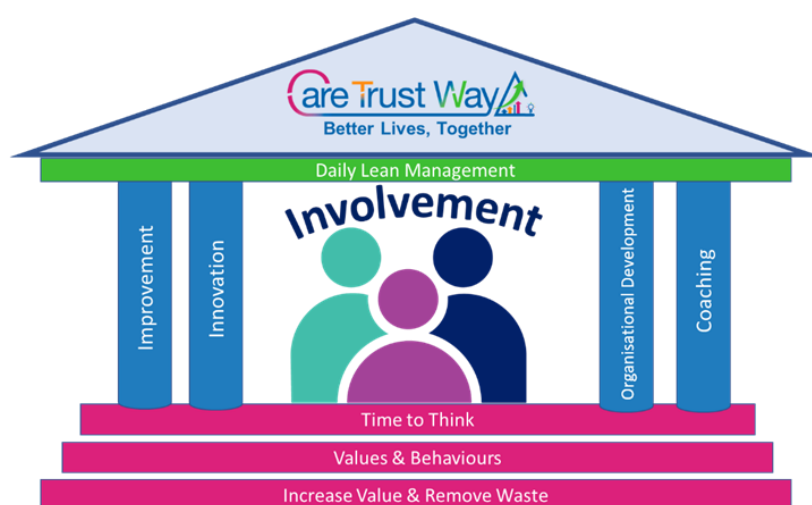 Care Trust Way
Better Lives, Together
Daily Lean Management
Involvement
Improvement
Innovation
Organisational Development
Coaching
Time to Think
Values & Behaviours
Increase Value & Remove Waste